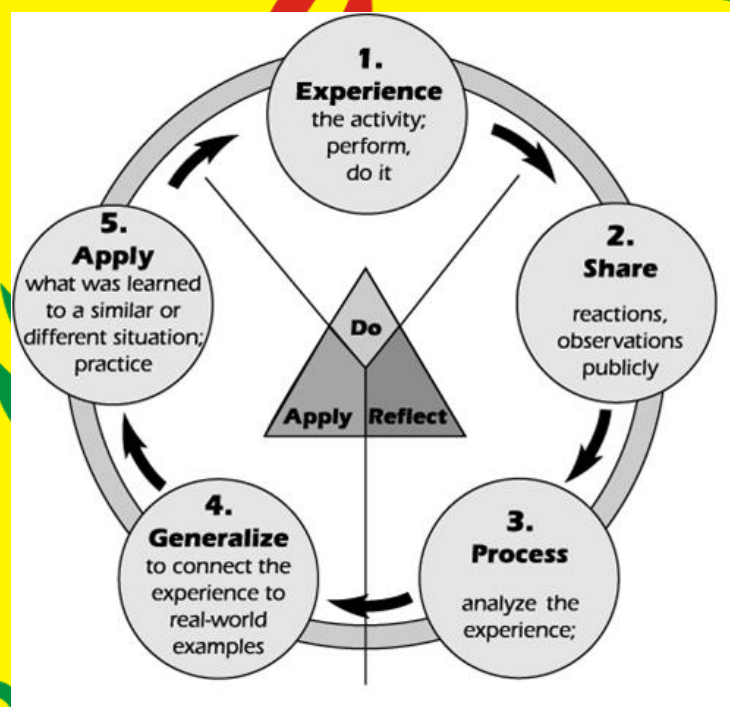 1.
Experience
the activity;
perform,
do it
2.
Share
reactions,
observations
publicly
3.
Process
analyze the
experience;
4.
Generalize
to connect the
experience to
real-world
examples
5.
Apply
what was learned
to a similar or
different situation;
practice
Do
Apply
Reflect